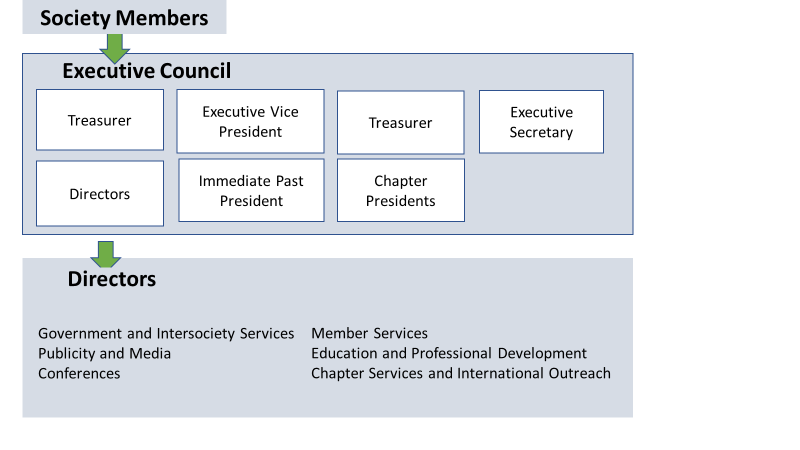 Society Members
Executive Council
Treasurer
Executive Vice
President
Treasurer
Executive
Secretary
Directors
Immediate Past
President
Chapter
Presidents
Directors
Government and Intersociety Services
Publicity and Media
Conferences
Member Services
Education and Professional Development
Chapter Services and International Outreach